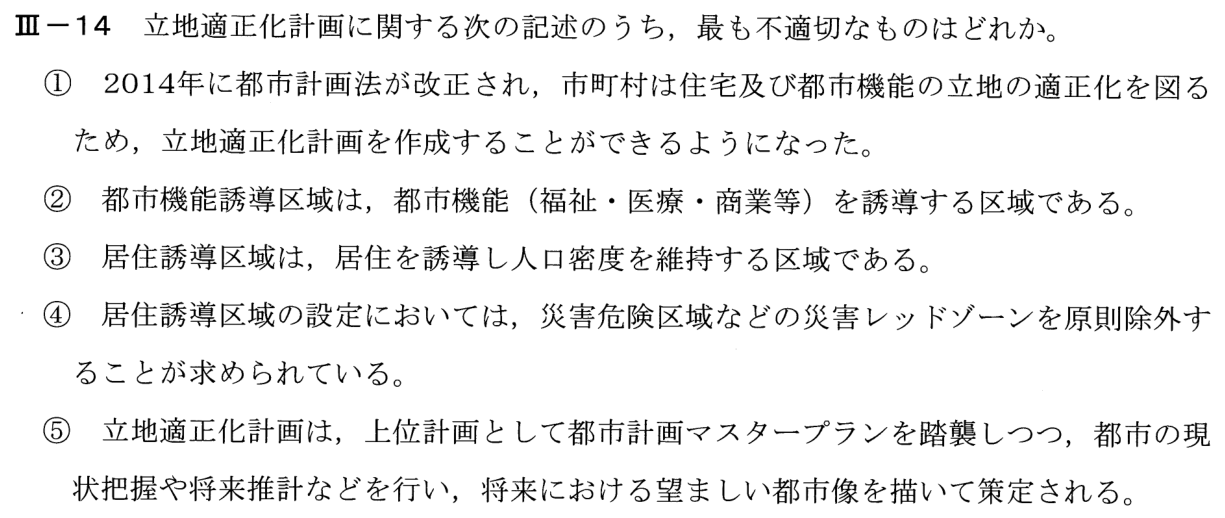 Ⅲ－14　立地適正化計画に関する次の記述のうち，最も不適切なものはどれか。
①　2014年に都市計画法が改正され，市町村は住宅及び都市機能の立地の適正化を図る
ため，立地適正化計画を作成することができるようになった。
②　都市機能誘導区域は，都市機能（福祉・医療・商業等）を誘導する区域である。
③　居住誘導区域は，居住を誘導し人口密度を維持する区域である。
④　居住誘導区域の設定においては，災害危険区域などの災害レッドゾーンを原則除外す
ることが求められている。
⑤　立地適正化計画は，上位計画として都市計画マスタープランを踏襲しつつ，都市の現
状把握や将来推計などを行い，将来における望ましい都市像を描いて策定される。